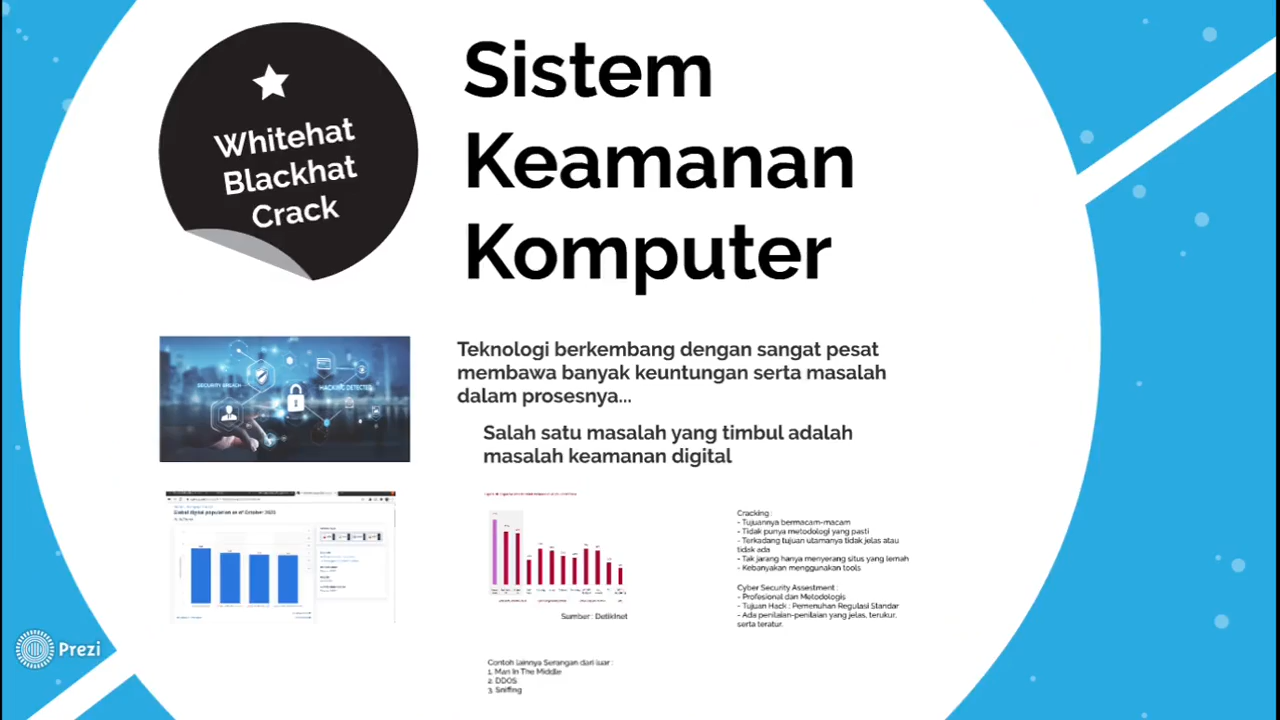 Whitehat
Blackhat
Crack
Sistem
Keamanan
Komputer
SECURITY BREACH
HACKING DETECTED
Teknologi berkembang dengan sangat pesat
membawa banyak keuntungan serta masalah
dalam prosesnya...
Salah satu masalah yang timbul adalah
masalah keamanan digital
Global digital population as of October 2020
Sumber : Detikinet
Cracking :
- Tujuannya bermacam-macam
- Tidak punya metodologi yang pasti
- Terkadang tujuan utamanya tidak jelas atau
tidak ada
- Tak jarang hanya menyerang situs yang lemah
- Kebanyakan menggunakan tools
Cyber Security Assestment :
- Profesional dan Metodologis
- Tujuan Hack : Pemenuhan Regulasi Standar
- Ada penilaian-penilaian yang jelas, terukur,
serta teratur.
Contoh lainnya Serangan dari luar :
1. Man In The Middle
2. DDOS
3. Sniffing
Prezi